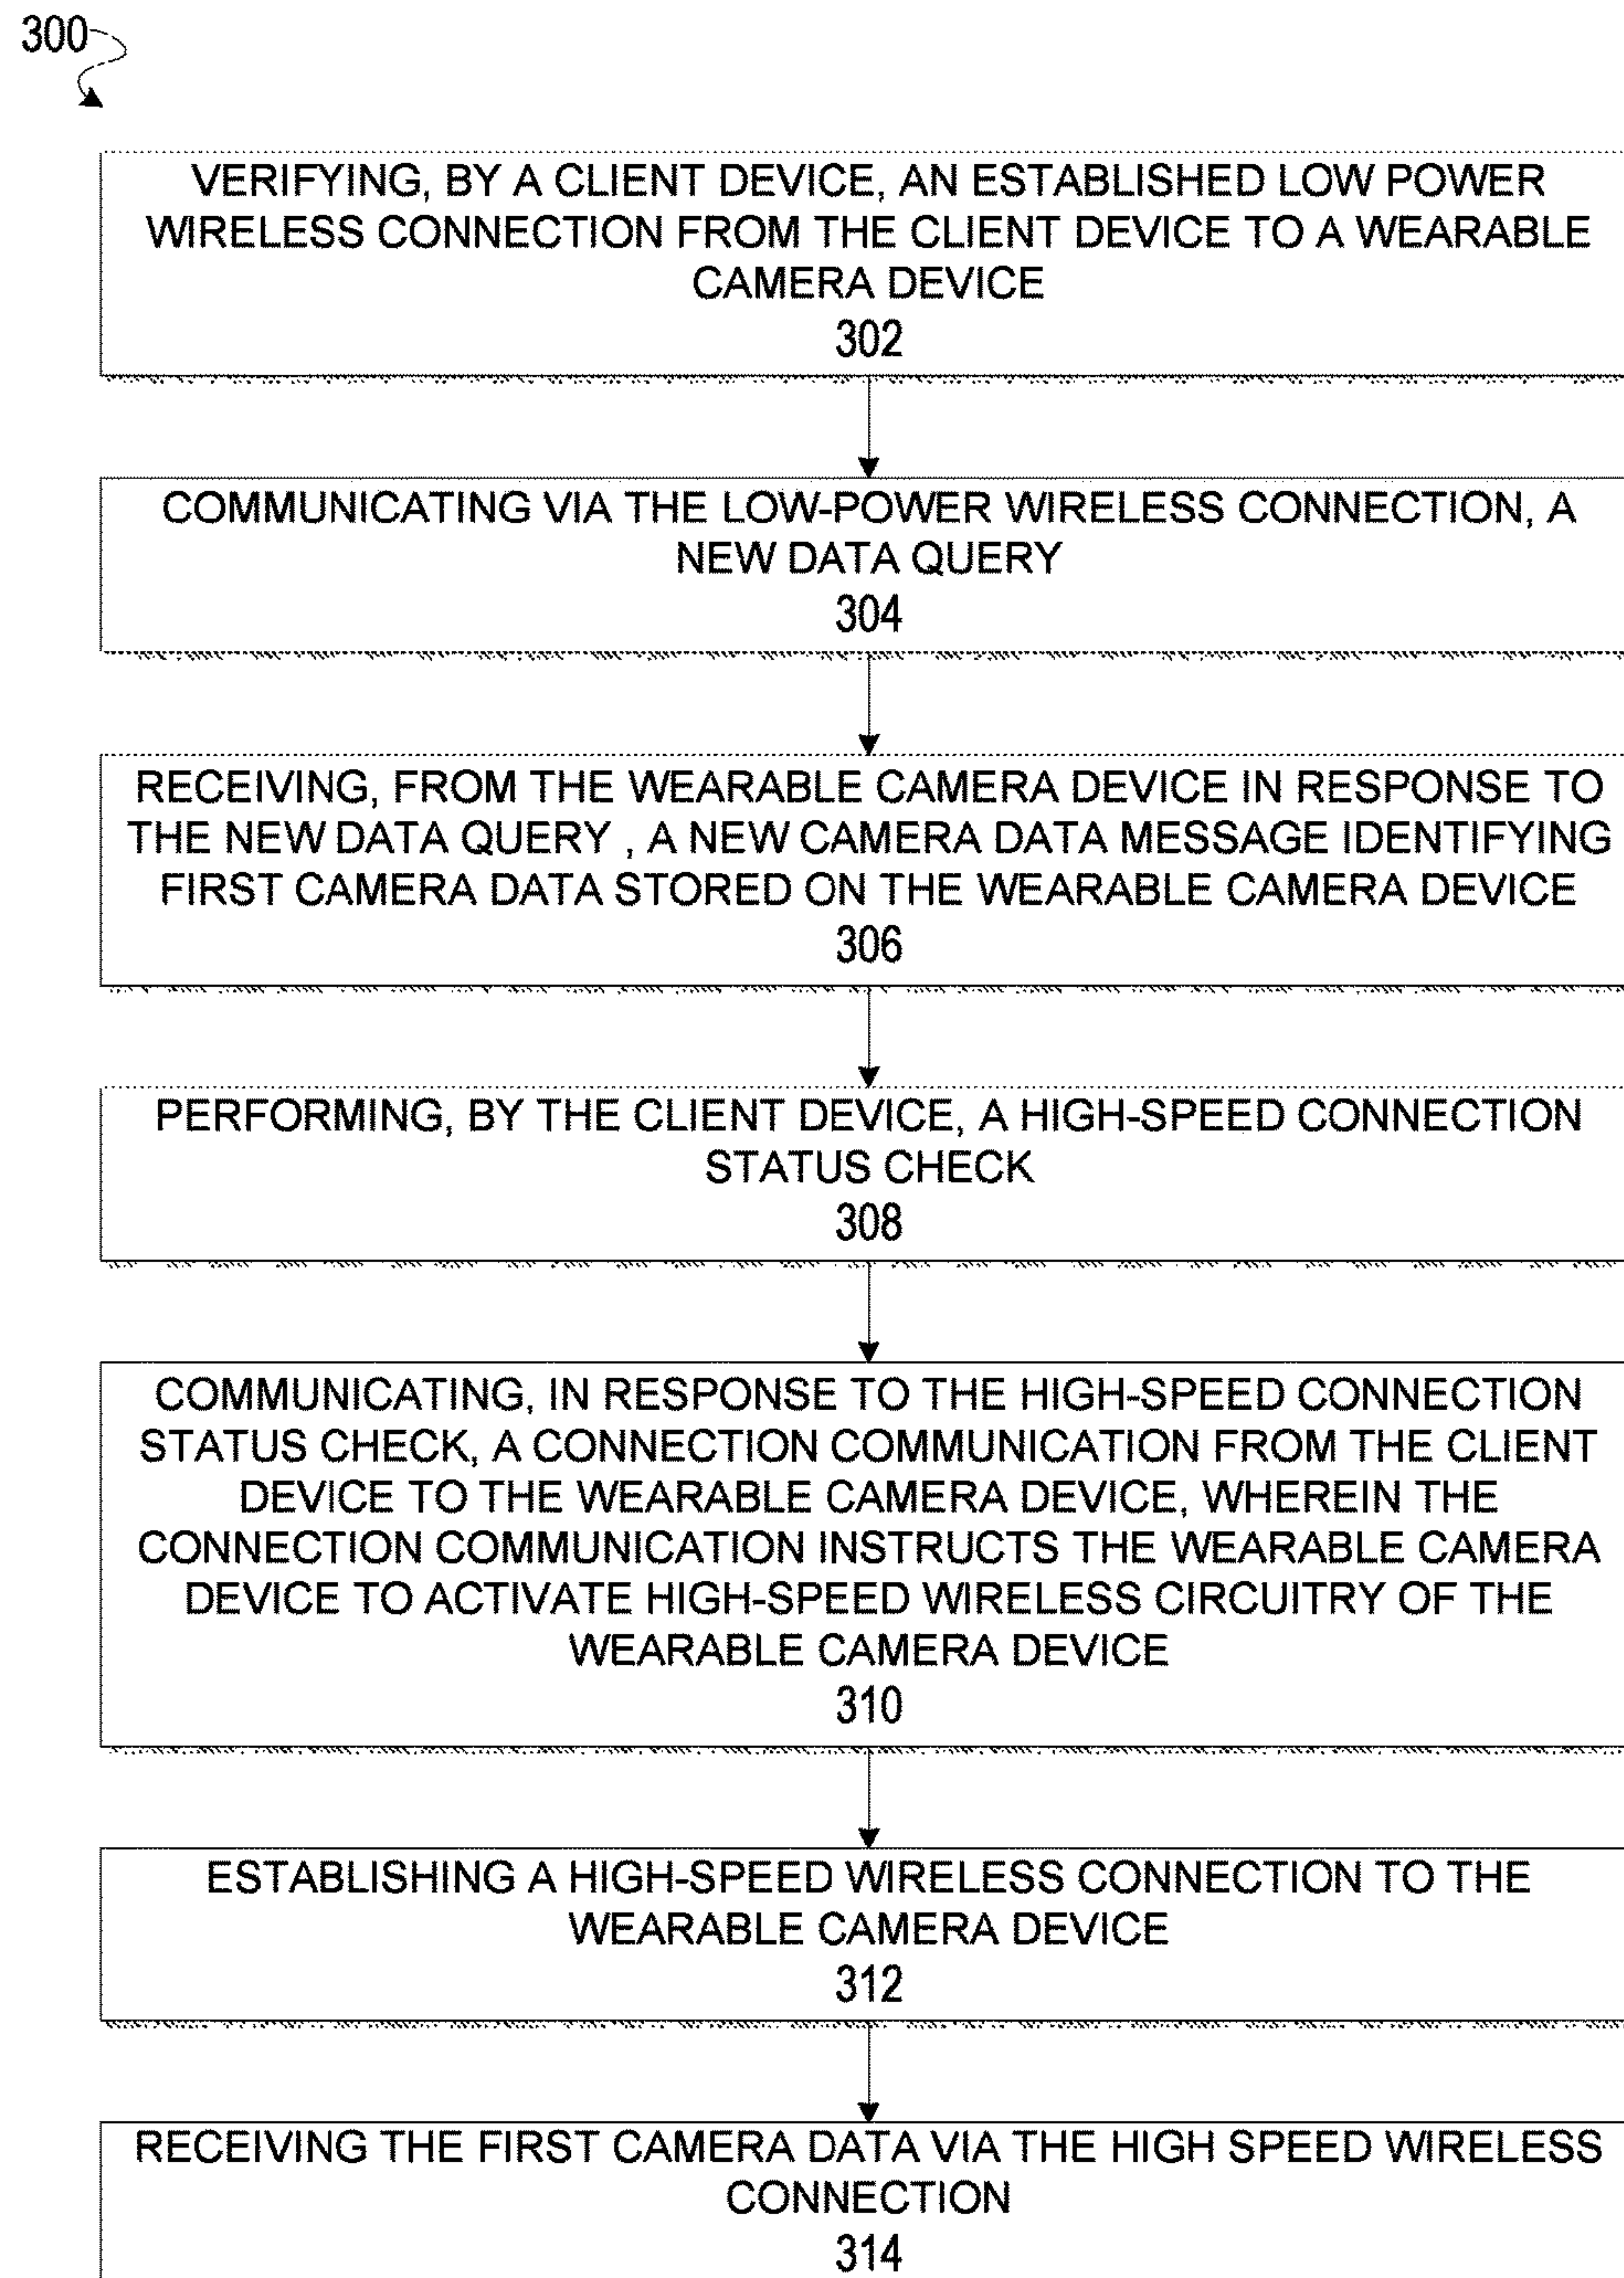 300
VERIFYING, BY A CLIENT DEVICE, AN ESTABLISHED LOW POWER
WIRELESS CONNECTION FROM THE CLIENT DEVICE TO A WEARABLE
CAMERA DEVICE
302
COMMUNICATING VIA THE LOW-POWER WIRELESS CONNECTION, A
NEW DATA QUERY
304
RECEIVING, FROM THE WEARABLE CAMERA DEVICE IN RESPONSE TO
THE NEW DATA QUERY , A NEW CAMERA DATA MESSAGE IDENTIFYING
FIRST CAMERA DATA STORED ON THE WEARABLE CAMERA DEVICE
306
PERFORMING, BY THE CLIENT DEVICE, A HIGH-SPEED CONNECTION
STATUS CHECK
308
COMMUNICATING, IN RESPONSE TO THE HIGH-SPEED CONNECTION
STATUS CHECK, A CONNECTION COMMUNICATION FROM THE CLIENT
DEVICE TO THE WEARABLE CAMERA DEVICE, WHEREIN THE
CONNECTION COMMUNICATION INSTRUCTS THE WEARABLE CAMERA
DEVICE TO ACTIVATE HIGH-SPEED WIRELESS CIRCUITRY OF THE
WEARABLE CAMERA DEVICE
310
ESTABLISHING A HIGH-SPEED WIRELESS CONNECTION TO THE
WEARABLE CAMERA DEVICE
312
RECEIVING THE FIRST CAMERA DATA VIA THE HIGH SPEED WIRELESS
CONNECTION
314